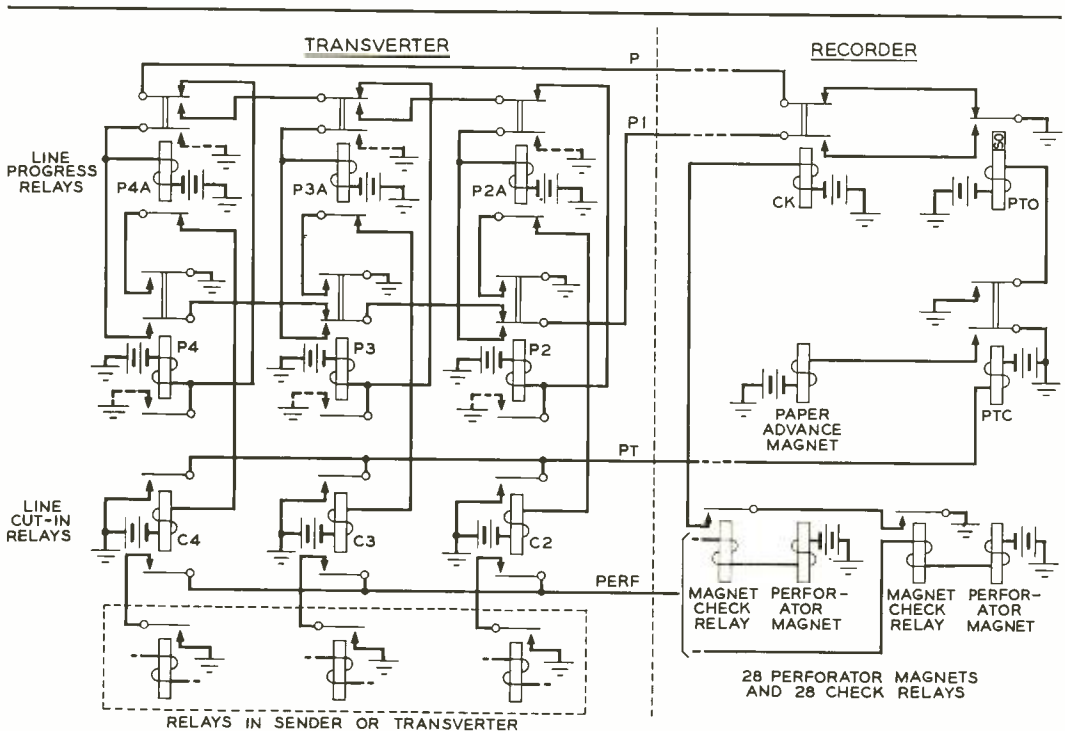 TRANSVERTER
RECORDER
P
P1
LINE
PROGRESS
RELAYS
P4A
P3A
P2A
CK
SO
PTO
P4
P3
P2
PAPER
ADVANCE
MAGNET
PTC
PT
LINE
CUT-IN
RELAYS
C4
C3
C2
PERF
MAGNET
CHECK
RELAY
PERFOR-
ATOR
MAGNET
MAGNET
CHECK
RELAY
PERFOR-
ATOR
MAGNET
28 PERFORATOR MAGNETS
AND 28 CHECK RELAYS
RELAYS IN SENDER OR TRANSVERTER